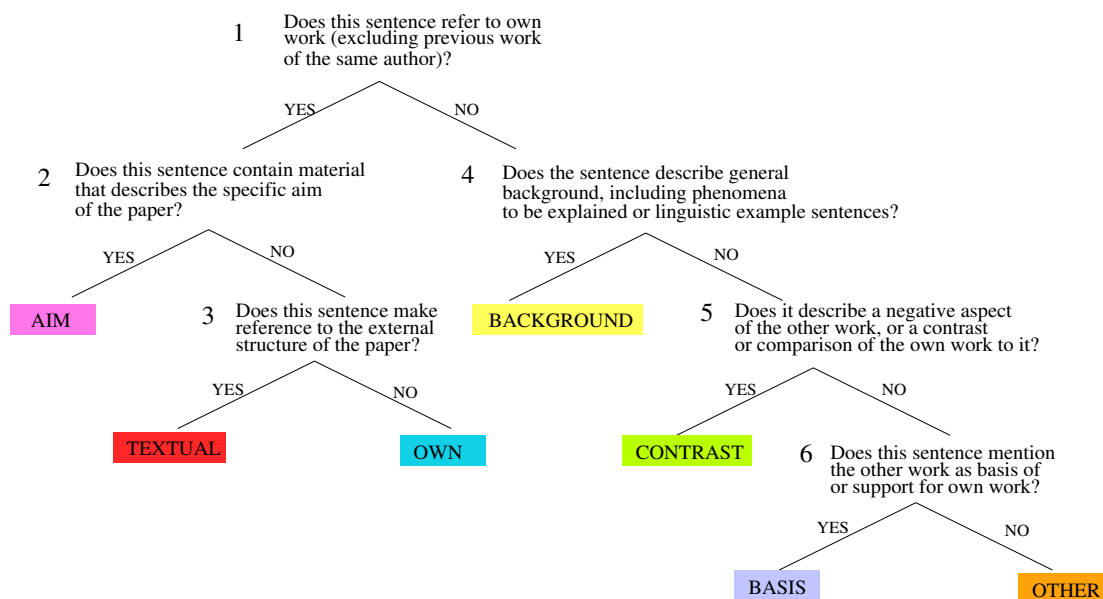 1
Does this sentence refer to own
work (excluding previous work
of the same author)?
YES
NO
2
Does this sentence contain material
that describes the specific aim
of the paper?
4
Does the sentence describe general
background, including phenomena
to be explained or linguistic example sentences?
YES
NO
YES
NO
AIM
3
Does this sentence make
reference to the external
structure of the paper?
BACKGROUND
5
Does it describe a negative aspect
of the other work, or a contrast
or comparison of the own work to it?
YES
NO
YES
NO
TEXTUAL
OWN
CONTRAST
6
Does this sentence mention
the other work as basis of
or support for own work?
YES
NO
BASIS
OTHER